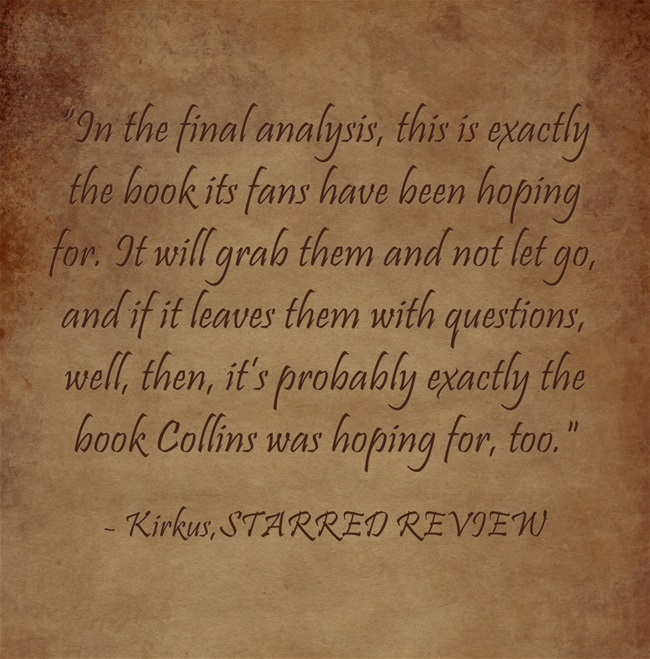 "In the final analysis, this is exactly
the book its fans have been hoping
for. It will grab them and not let go,
and if it leaves them with questions,
well, then, it's probably exactly the
book Collins was hoping for, too."
- Kirkus, STARRED REVIEW